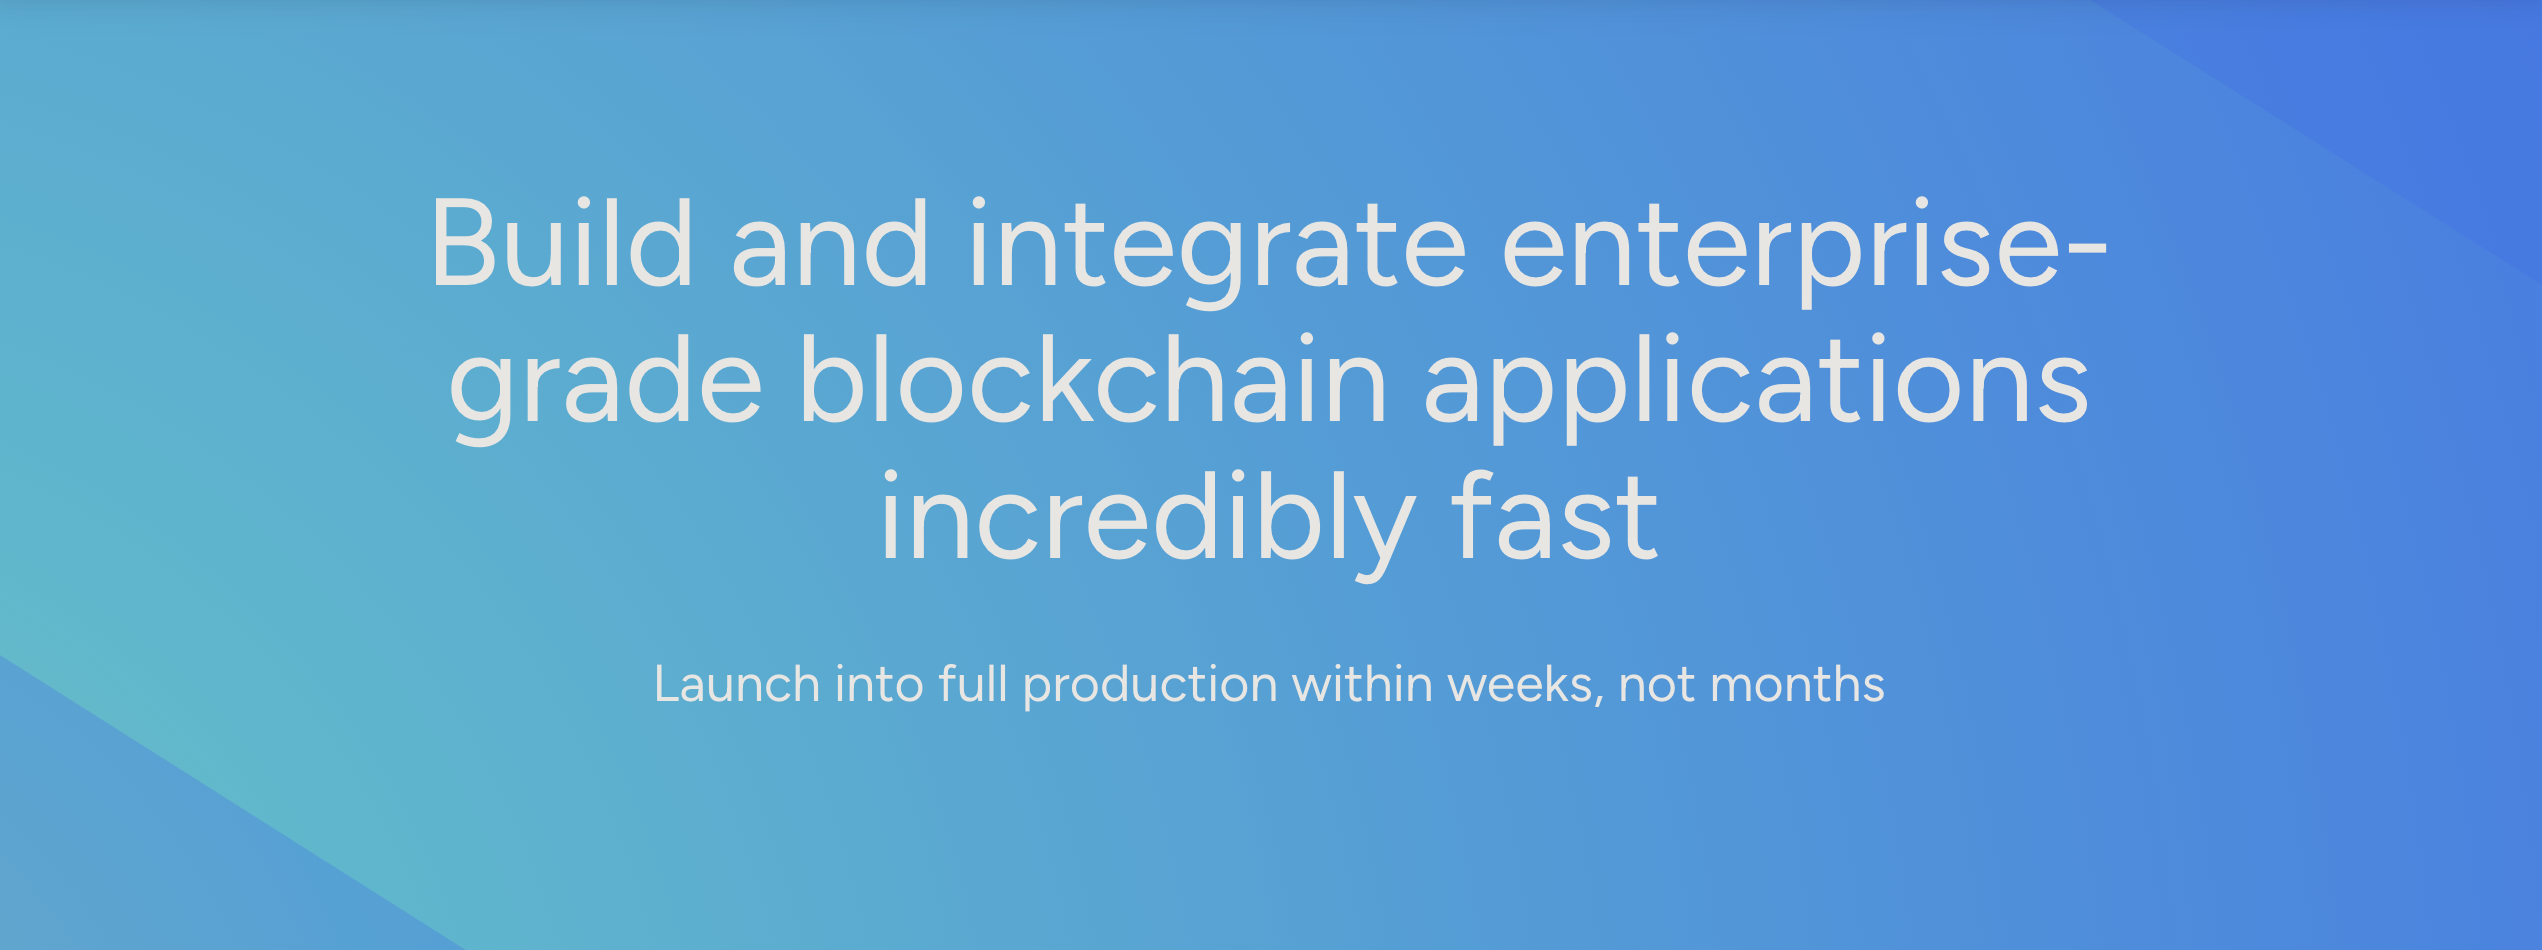 Build and integrate enterprise-
grade blockchain applications
incredibly fast
Launch into full production within weeks, not months